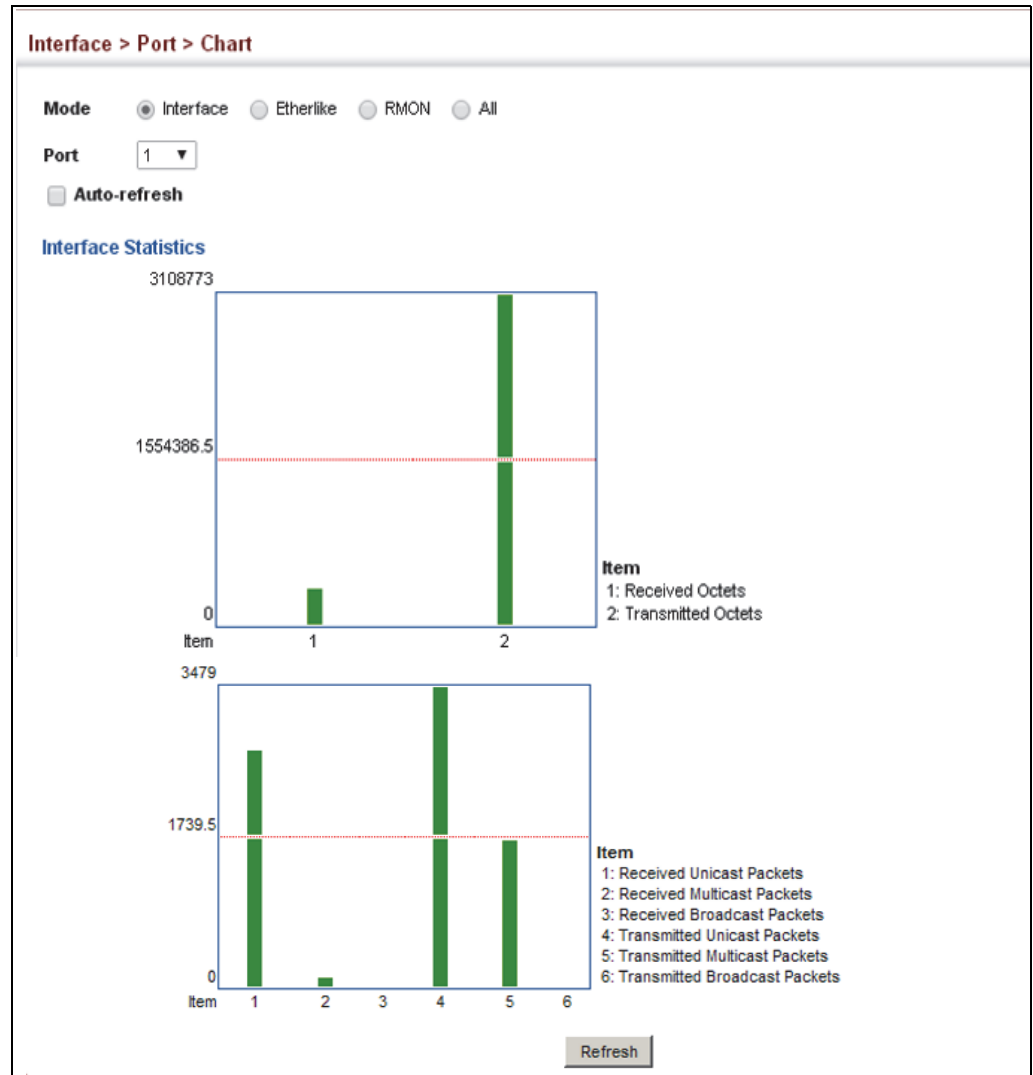 Interface > Port > Chart
Mode Interface Etherlike RMON All
Port 1
Auto-refresh
Interface Statistics
3108773
1554386.5
0
Item 1 2
Item
1: Received Octets
2: Transmitted Octets
3479
1739.5
0
Item 1 2 3 4 5 6
Item
1: Received Unicast Packets
2: Received Multicast Packets
3: Received Broadcast Packets
4: Transmitted Unicast Packets
5: Transmitted Multicast Packets
6: Transmitted Broadcast Packets
Refresh